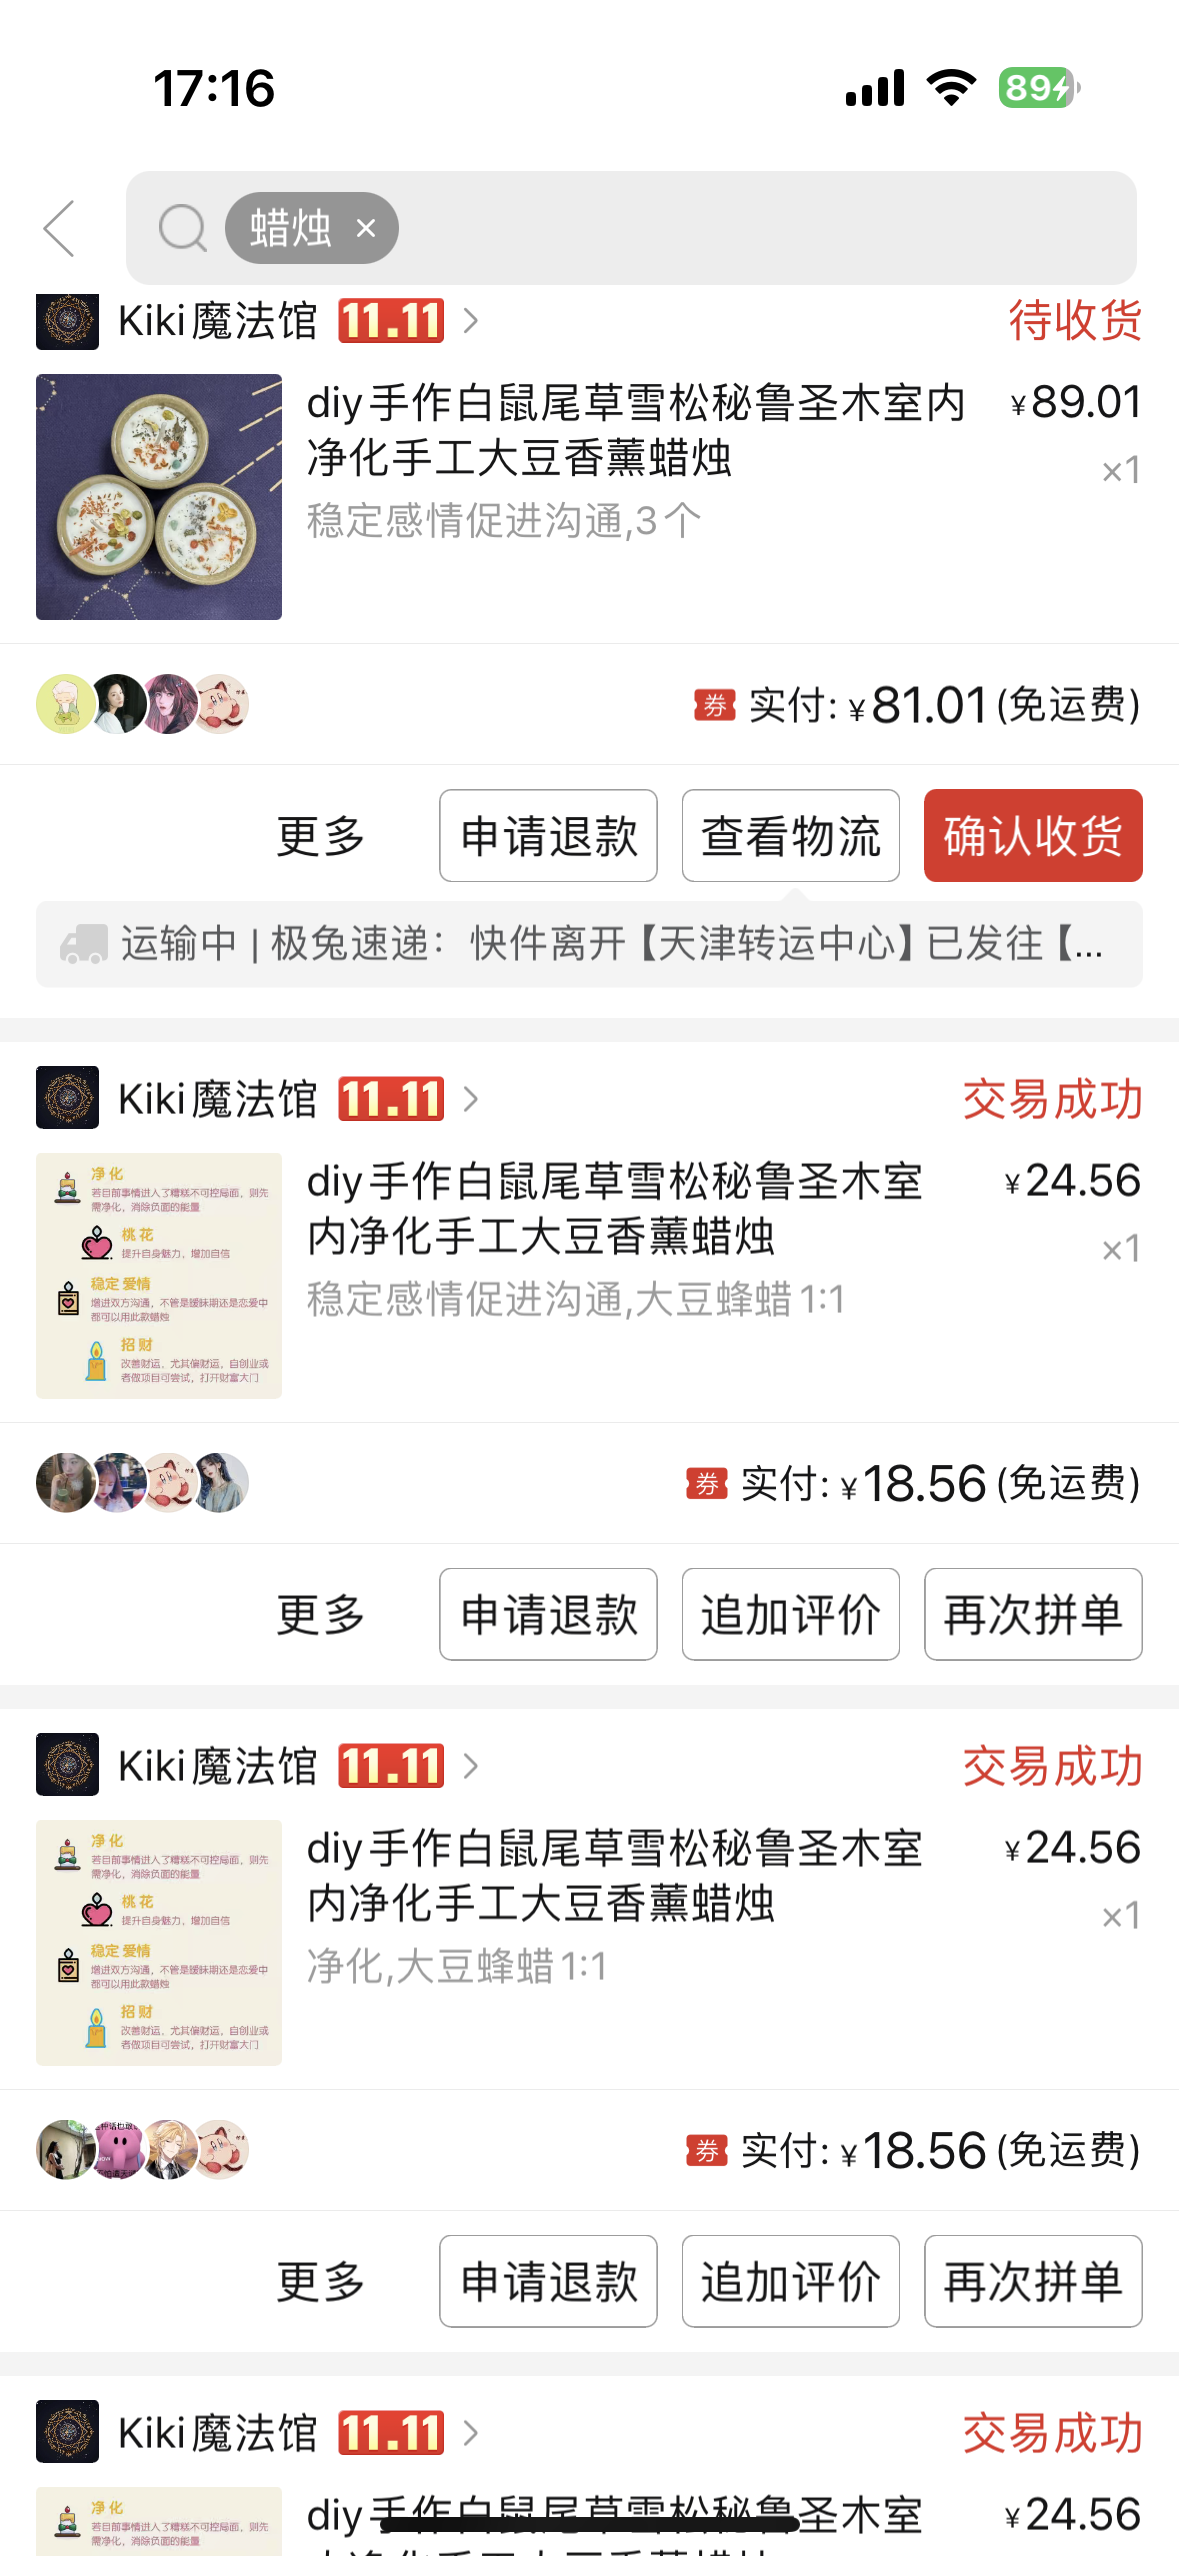 17:16
89
蜡烛 ×
Kiki魔法馆 11.11 待收货
diy手作白鼠尾草雪松秘鲁圣木室内 ¥89.01
净化手工大豆香薰蜡烛 ×1
稳定感情促进沟通,3个
券 实付: ¥81.01(免运费)
更多 申请退款 查看物流 确认收货
运输中 | 极兔速递：快件离开【天津转运中心】已发往【...
Kiki魔法馆 11.11 交易成功
净化
若目前事情进入了糟糕不可控局面，则先
需净化，消除负面的能量
桃花
提升自身魅力，增加自信
稳定 爱情
增进双方沟通，不管是暧昧期还是恋爱中
都可以用此款蜡烛
招财
改善财运，尤其偏财运，自创业或
者做项目可尝试，打开财富大门
diy手作白鼠尾草雪松秘鲁圣木室 ¥24.56
内净化手工大豆香薰蜡烛 ×1
稳定感情促进沟通,大豆蜂蜡1:1
券 实付: ¥18.56(免运费)
更多 申请退款 追加评价 再次拼单
Kiki魔法馆 11.11 交易成功
净化
若目前事情进入了糟糕不可控局面，则先
需净化，消除负面的能量
桃花
提升自身魅力，增加自信
稳定 爱情
增进双方沟通，不管是暧昧期还是恋爱中
都可以用此款蜡烛
招财
改善财运，尤其偏财运，自创业或
者做项目可尝试，打开财富大门
diy手作白鼠尾草雪松秘鲁圣木室 ¥24.56
内净化手工大豆香薰蜡烛 ×1
净化,大豆蜂蜡1:1
券 实付: ¥18.56(免运费)
更多 申请退款 追加评价 再次拼单
Kiki魔法馆 11.11 交易成功
净化
若目前事情进入了糟糕不可控局面，则先
需净化，消除负面的能量
diy手作白鼠尾草雪松秘鲁圣木室 ¥24.56